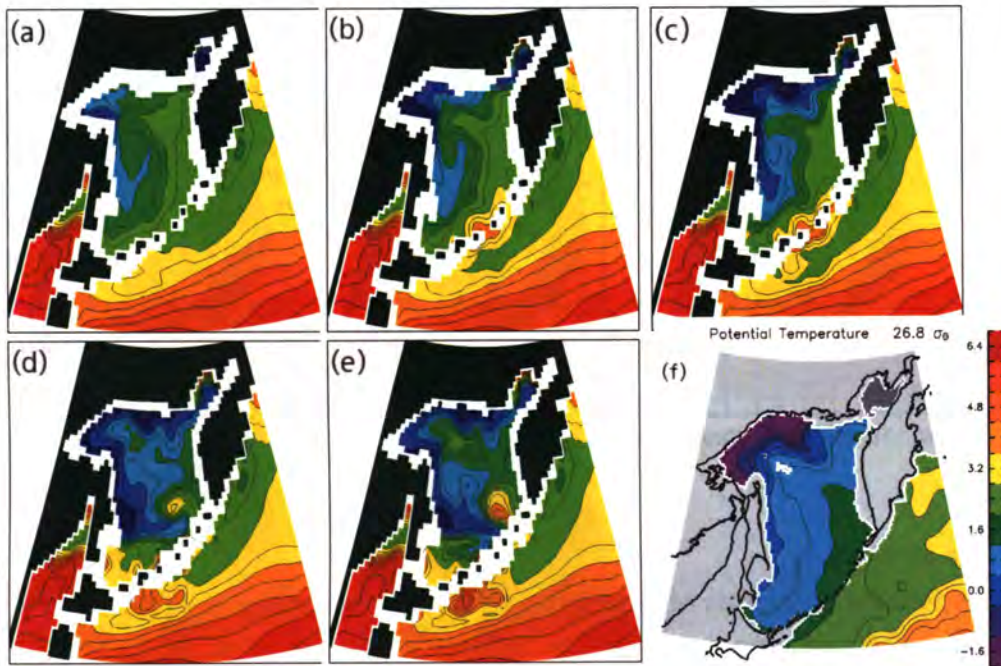 (a)
(b)
(c)
Potential Temperature 26.8 σθ
(d)
(e)
(f)
6.4
4.8
3.2
1.6
0.0
-1.6